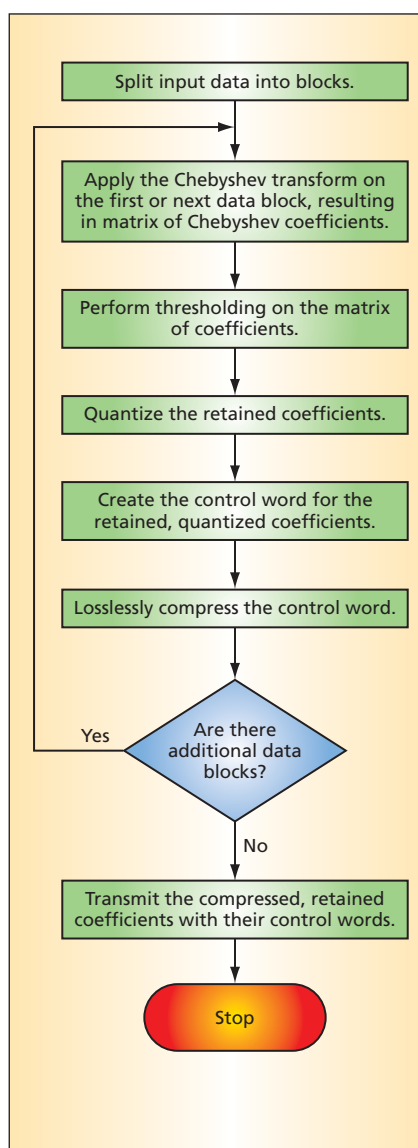 Split input data into blocks.
Apply the Chebyshev transform on
the first or next data block, resulting
in matrix of Chebyshev coefficients.
Perform thresholding on the matrix
of coefficients.
Quantize the retained coefficients.
Create the control word for the
retained, quantized coefficients.
Losslessly compress the control word.
Are there
additional data
blocks?
Yes
No
Transmit the compressed, retained
coefficients with their control words.
Stop